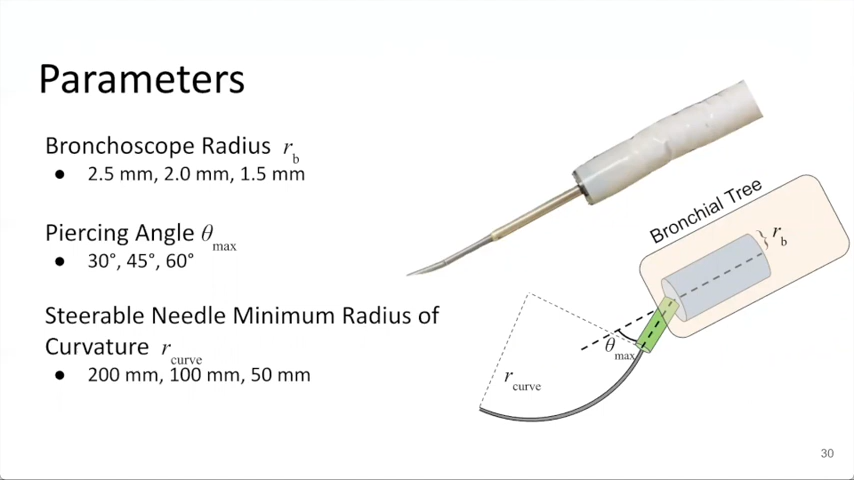 Parameters
Bronchoscope Radius r_b
● 2.5 mm, 2.0 mm, 1.5 mm
Piercing Angle θ_max
● 30°, 45°, 60°
Steerable Needle Minimum Radius of
Curvature r_curve
● 200 mm, 100 mm, 50 mm
Bronchial Tree
r_b
θ_max
r_curve
30